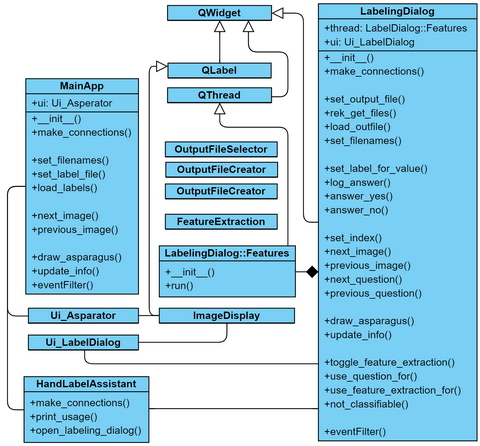 QWidget
QLabel
QThread
MainApp
+ui: Ui_Asperator
+__init__()
+make_connections()
+set_filenames()
+set_label_file()
+load_labels()
+next_image()
+previous_image()
+draw_asparagus()
+update_info()
+eventFilter()
OutputFileSelector
OutputFileCreator
OutputFileCreator
FeatureExtraction
LabelingDialog::Features
+__init__()
+run()
Ui_Asparator
ImageDisplay
Ui_LabelDialog
HandLabelAssistant
+make_connections()
+print_usage()
+open_labeling_dialog()
LabelingDialog
+thread: LabelDialog::Features
+ui: Ui_LabelDialog
+__init__()
+make_connections()
+set_output_file()
+rek_get_files()
+load_outfile()
+set_filenames()
+set_label_for_value()
+log_answer()
+answer_yes()
+answer_no()
+set_index()
+next_image()
+previous_image()
+next_question()
+previous_question()
+draw_asparagus()
+update_info()
+toggle_feature_extraction()
+use_question_for()
+use_feature_extraction_for()
+not_classifiable()
+eventFilter()